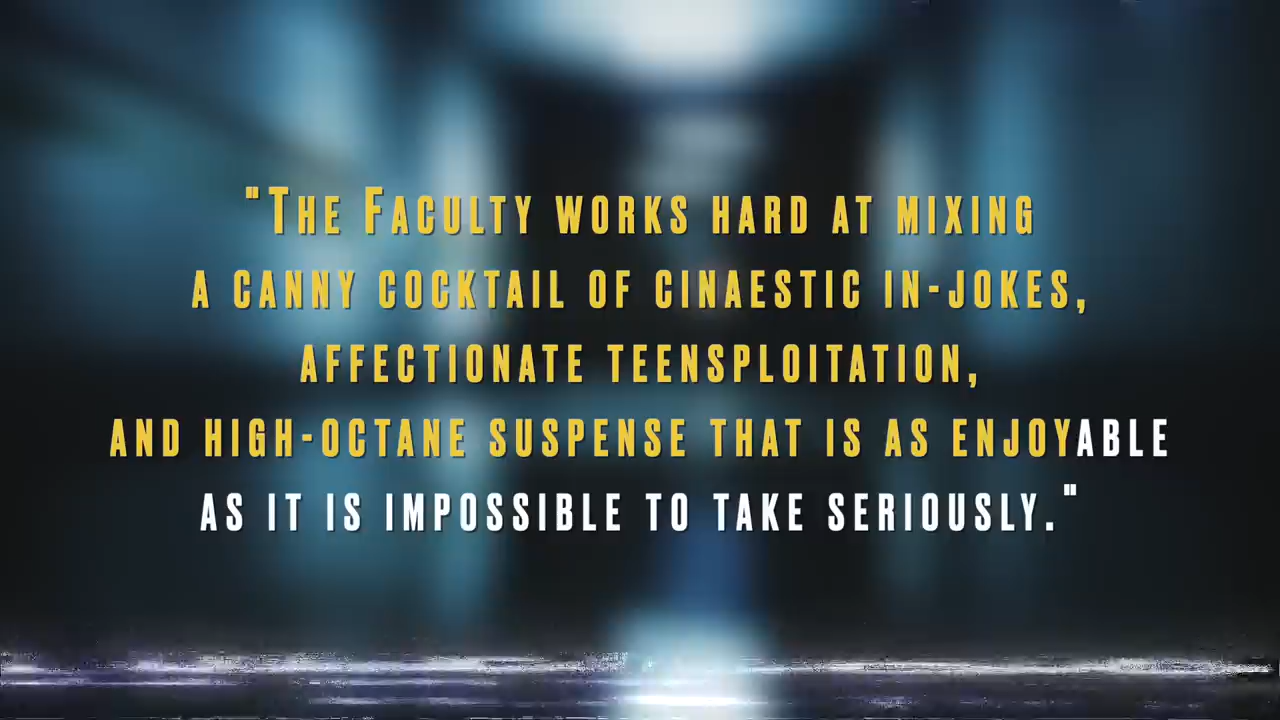 "The Faculty works hard at mixing
a canny cocktail of cinaestic in-jokes,
affectionate teensploitation,
and high-octane suspense that is as enjoyable
as it is impossible to take seriously."